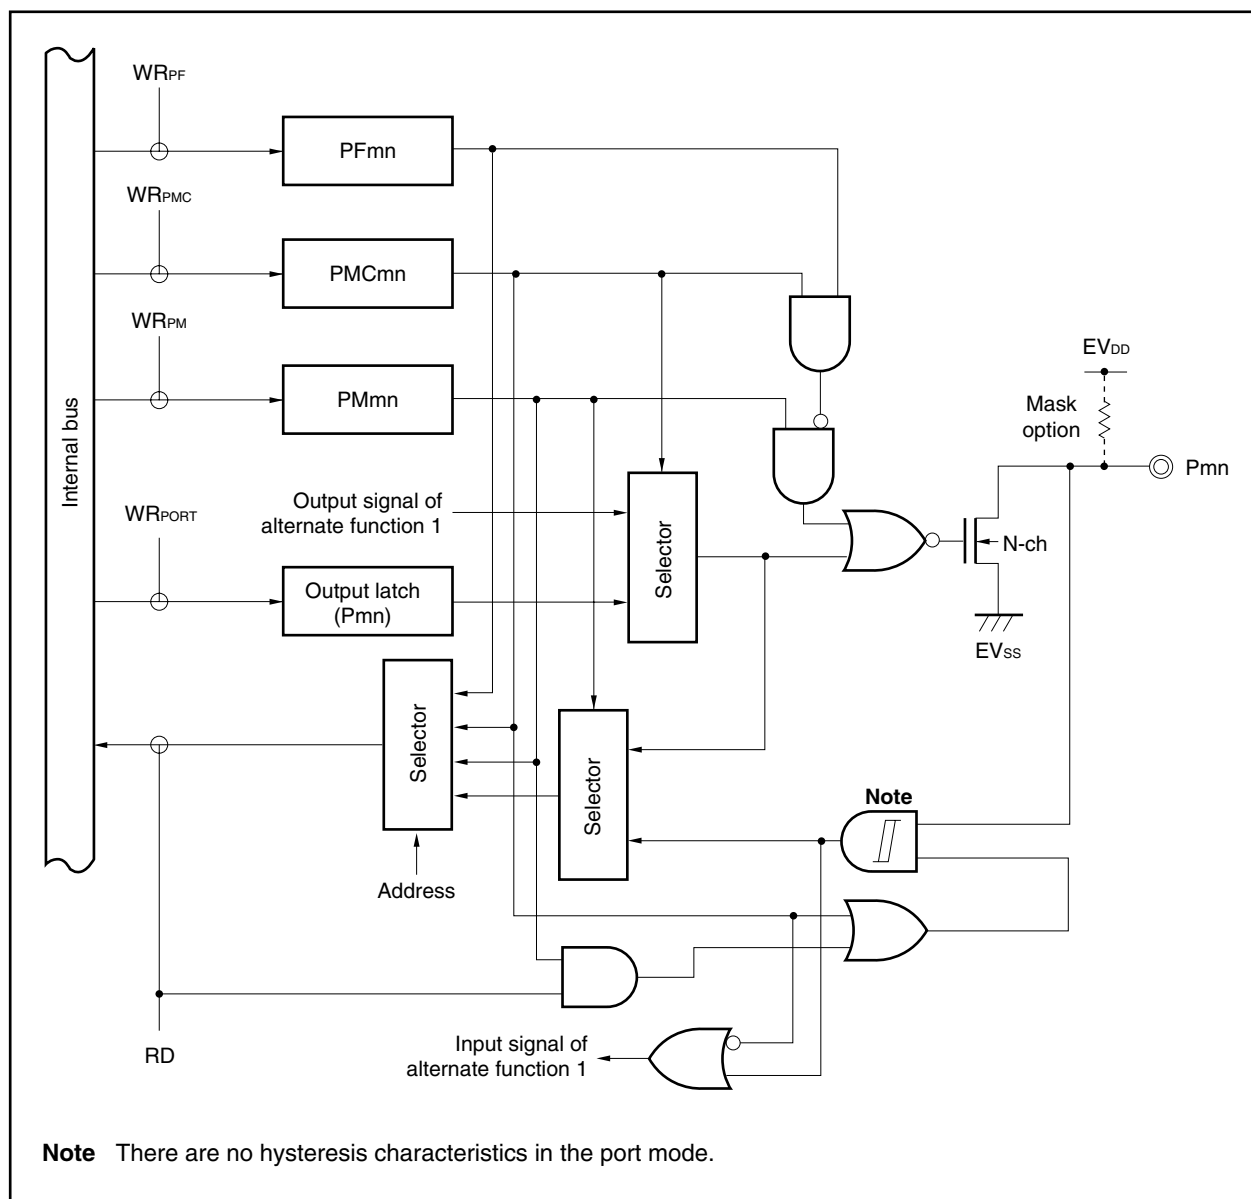 WRPF
PFmn
WRPMC
PMCmn
WRPM
PMmn
EVDD
Mask
option
Pmn
Internal bus
WRPORT
Output signal of
alternate function 1
Selector
N-ch
Output latch
(Pmn)
EVSS
Selector
Selector
Note
Address
RD
Input signal of
alternate function 1
Note There are no hysteresis characteristics in the port mode.